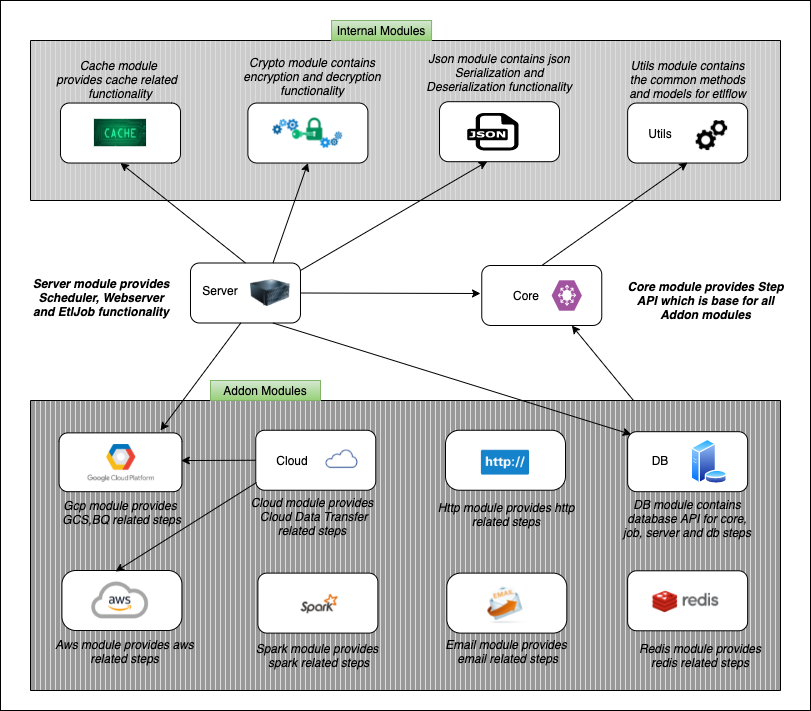 Internal Modules
Cache module
provides cache related
functionality
Crypto module contains
encryption and decryption
functionality
Json module contains json
Serialization and
Deserialization functionality
Utils module contains
the common methods
and models for etlflow
CACHE
JSON
Utils
Server module provides
Scheduler, Webserver
and EtlJob functionality
Server
Core
Core module provides Step
API which is base for all
Addon modules
Addon Modules
Google Cloud Platform
Cloud
http://
DB
Gcp module provides
GCS,BQ related steps
Cloud module provides
Cloud Data Transfer
related steps
Http module provides http
related steps
DB module contains
database API for core,
job, server and db steps
aws
Spark
EMAIL
redis
Aws module provides aws
related steps
Spark module provides
spark related steps
Email module provides
email related steps
Redis module provides
redis related steps